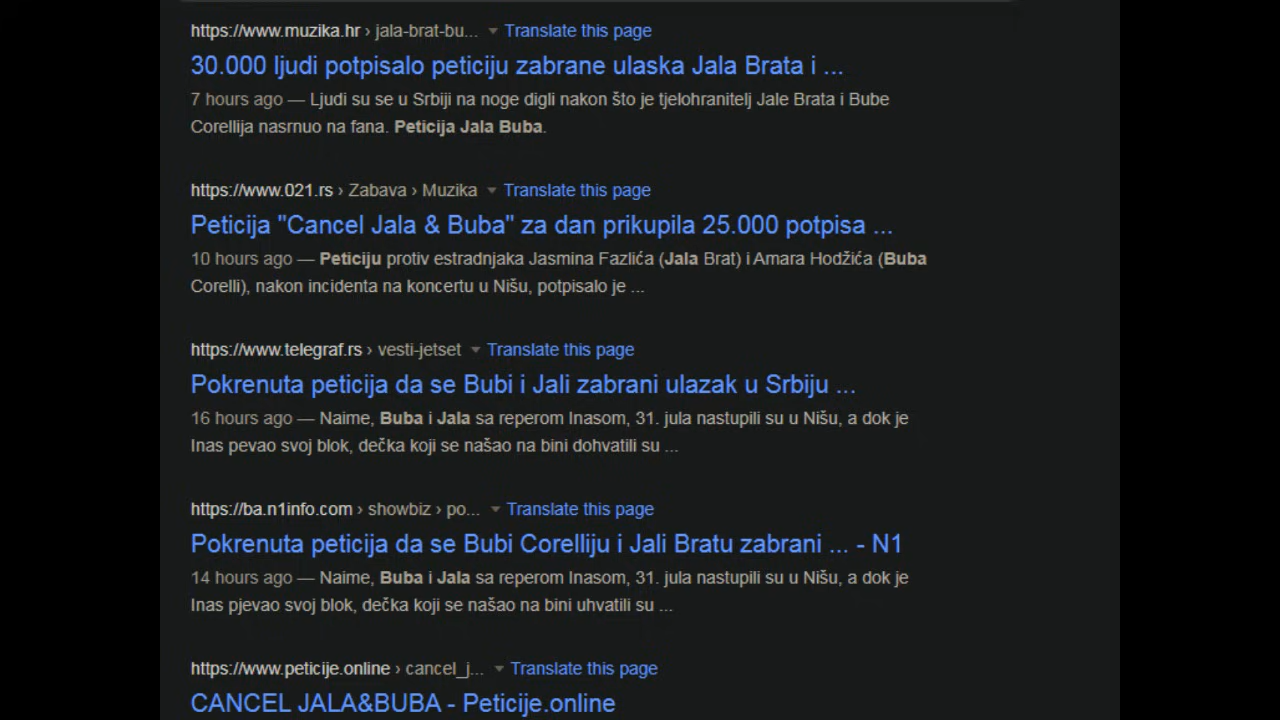 https://www.muzika.hr › jala-brat-bu... Translate this page
30.000 ljudi potpisalo peticiju zabrane ulaska Jala Brata i ...
7 hours ago — Ljudi su se u Srbiji na noge digli nakon što je tjelohranitelj Jale Brata i Bube
Corellija nasrnuo na fana. Peticija Jala Buba.
https://www.021.rs › Zabava › Muzika Translate this page
Peticija "Cancel Jala & Buba" za dan prikupila 25.000 potpisa ...
10 hours ago — Peticiju protiv estradnjaka Jasmina Fazlića (Jala Brat) i Amara Hodžića (Buba
Corelli), nakon incidenta na koncertu u Nišu, potpisalo je ...
https://www.telegraf.rs › vesti-jetset Translate this page
Pokrenuta peticija da se Bubi i Jali zabrani ulazak u Srbiju ...
16 hours ago — Naime, Buba i Jala sa reperom Inasom, 31. jula nastupili su u Nišu, a dok je
Inas pevao svoj blok, dečka koji se našao na bini dohvatili su ...
https://ba.n1info.com › showbiz › po... Translate this page
Pokrenuta peticija da se Bubi Corelliju i Jali Bratu zabrani ... - N1
14 hours ago — Naime, Buba i Jala sa reperom Inasom, 31. jula nastupili su u Nišu, a dok je
Inas pjevao svoj blok, dečka koji se našao na bini uhvatili su ...
https://www.peticije.online › cancel_j... Translate this page
CANCEL JALA&BUBA - Peticije.online